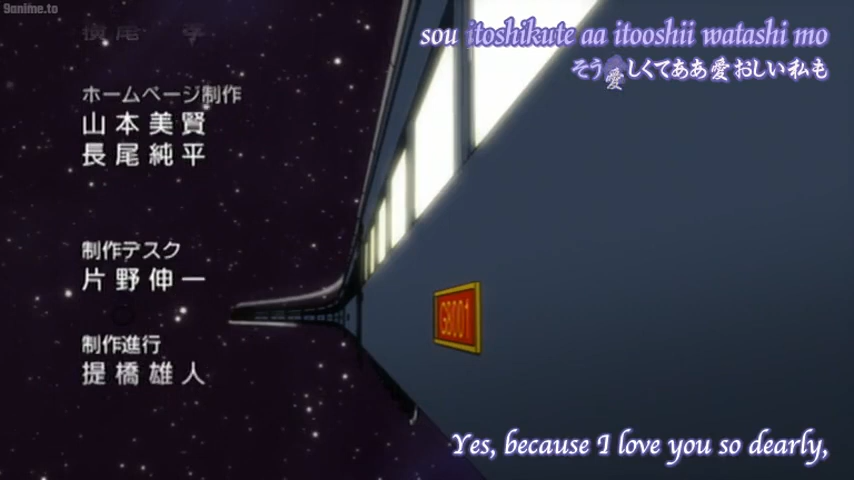 9anime.to
sou itoshikute aa itooshii watashi mo
そう愛しくてああ愛おしい私も
ホームページ制作
山本美賢
長尾純平
制作デスク
片野伸一
制作進行
提橋雄人
G8001
Yes, because I love you so dearly,